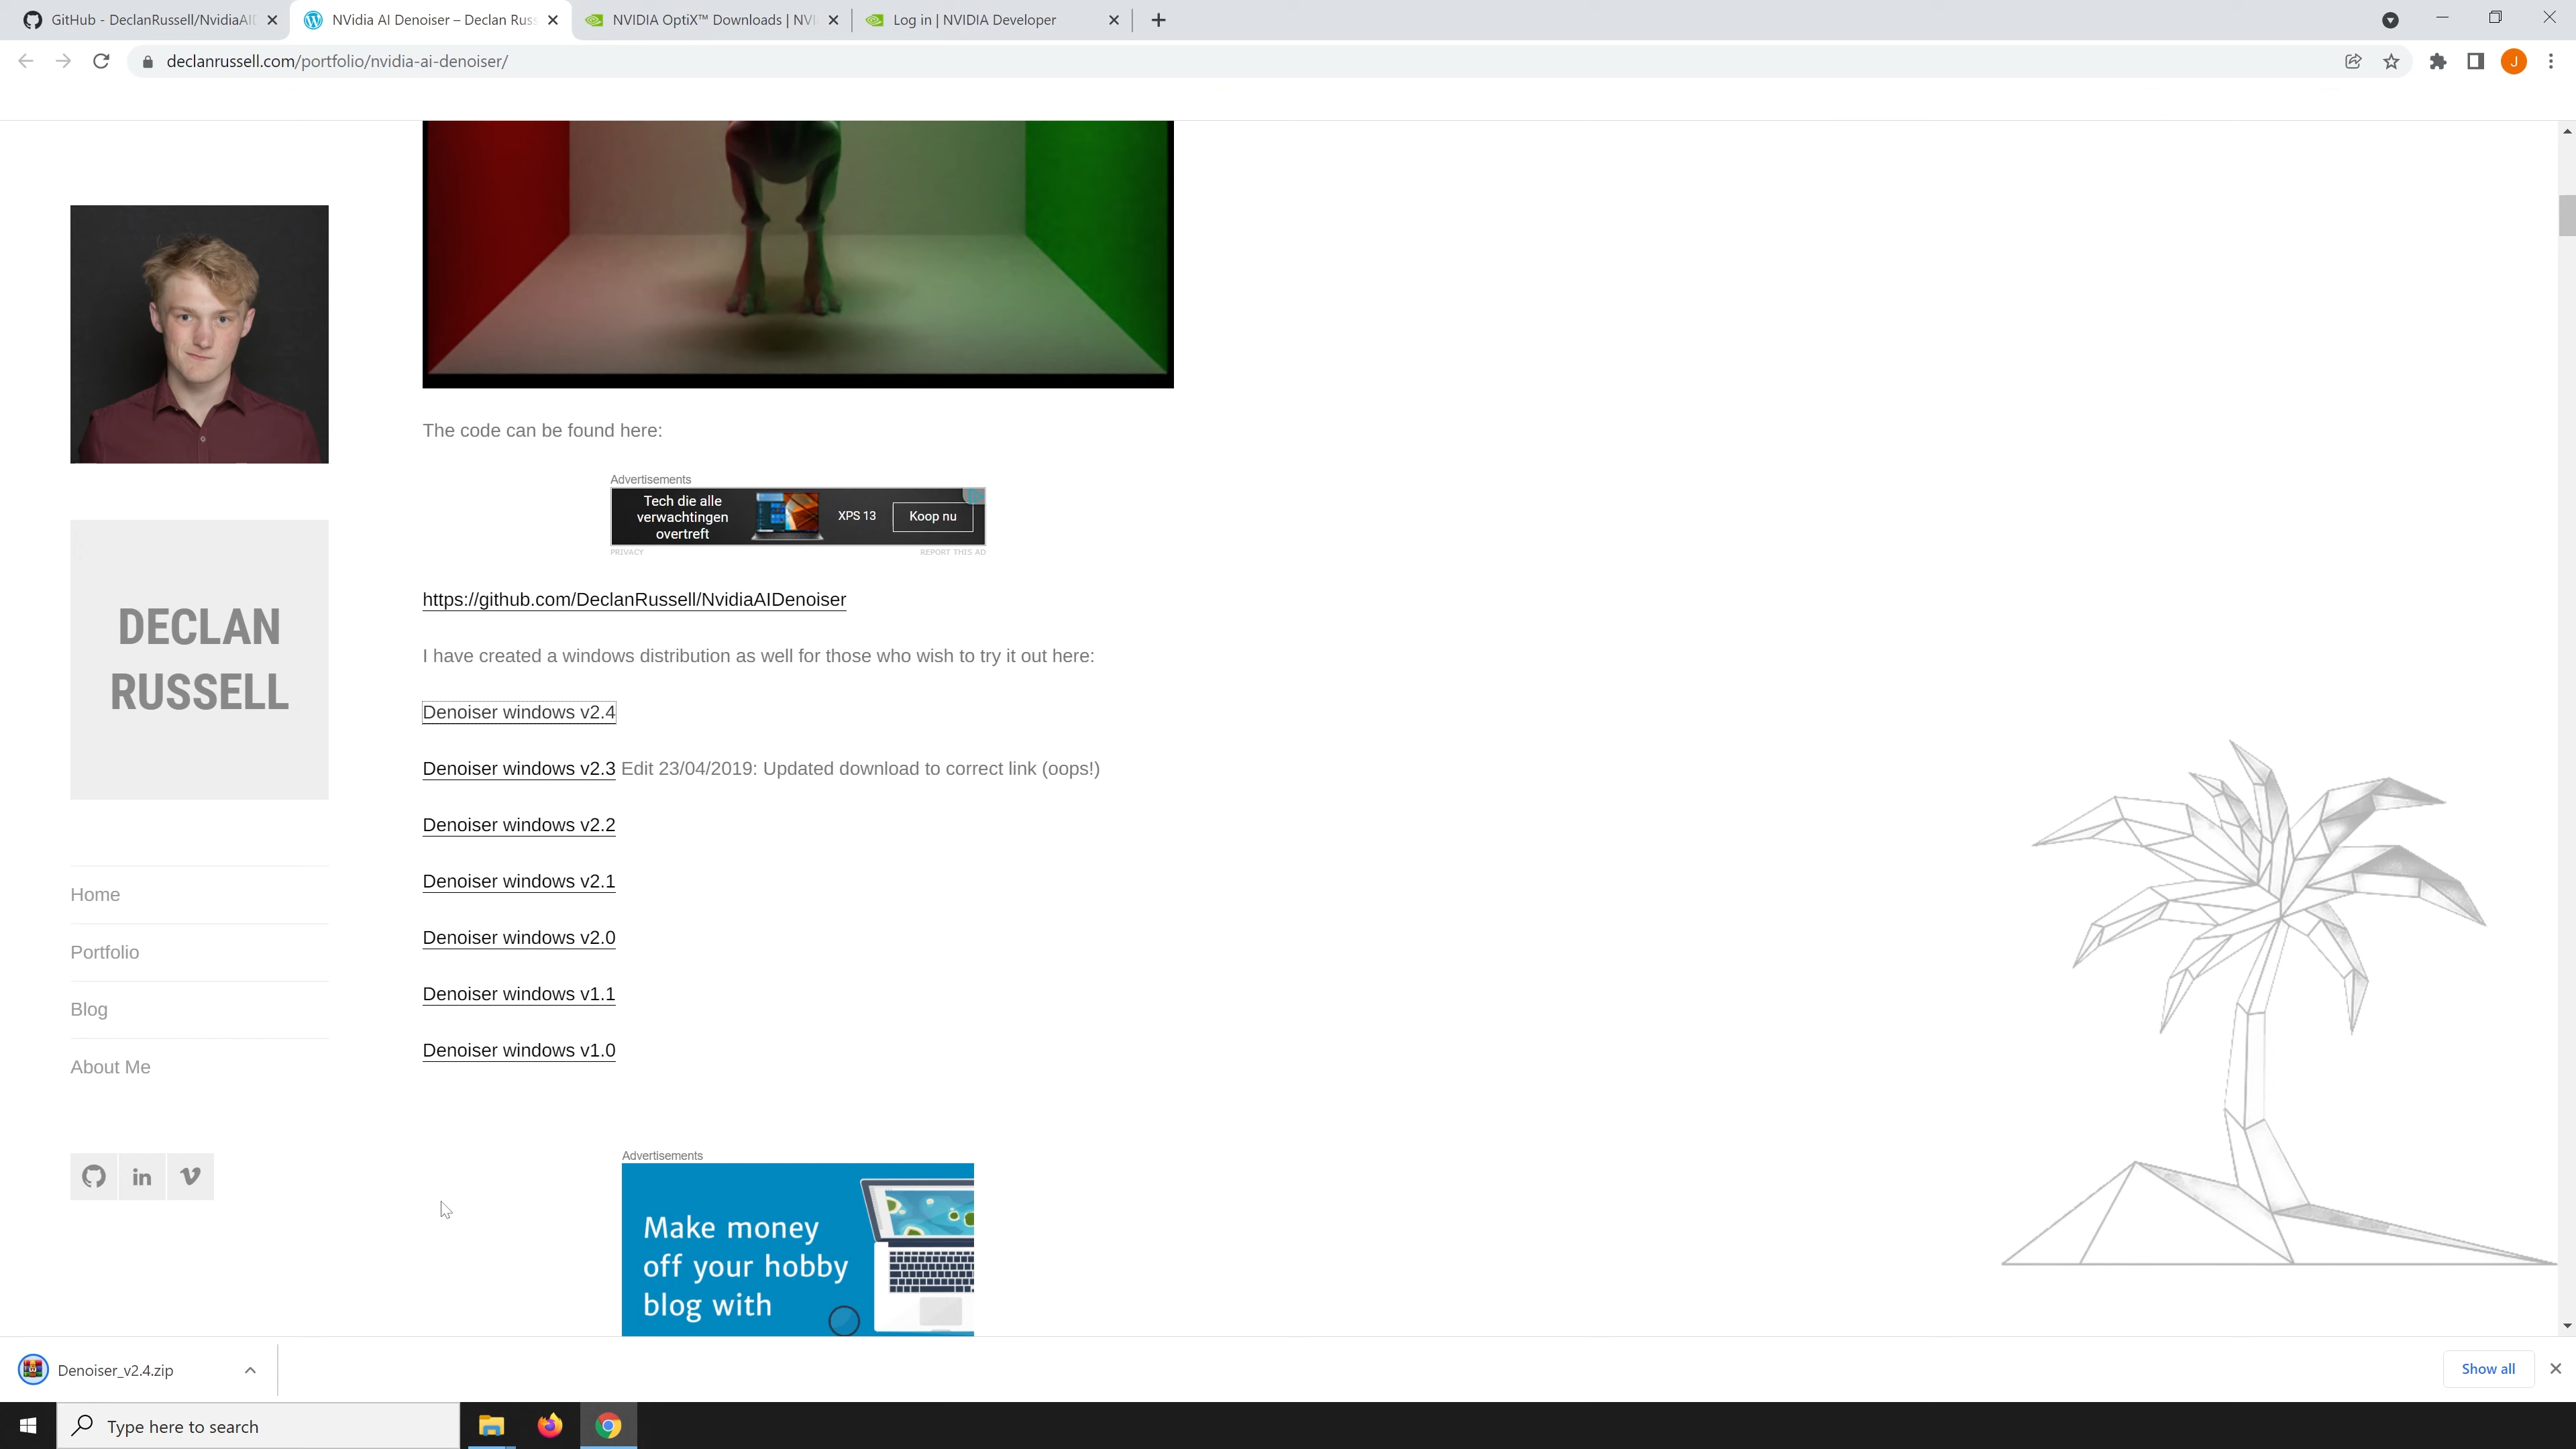 GitHub - DeclanRussell/NvidiaAI
NVidia AI Denoiser – Declan Russ
NVIDIA OptiX™ Downloads | NVI
Log in | NVIDIA Developer
declanrussell.com/portfolio/nvidia-ai-denoiser/
J
The code can be found here:
Advertisements
Tech die alle
verwachtingen
overtreft
XPS 13
Koop nu
PRIVACY
REPORT THIS AD
https://github.com/DeclanRussell/NvidiaAIDenoiser
I have created a windows distribution as well for those who wish to try it out here:
Denoiser windows v2.4
Denoiser windows v2.3 Edit 23/04/2019: Updated download to correct link (oops!)
Denoiser windows v2.2
Denoiser windows v2.1
Denoiser windows v2.0
Denoiser windows v1.1
Denoiser windows v1.0
DECLAN
RUSSELL
Home
Portfolio
Blog
About Me
in
Advertisements
Make money
off your hobby
blog with
Denoiser_v2.4.zip
Show all
Type here to search